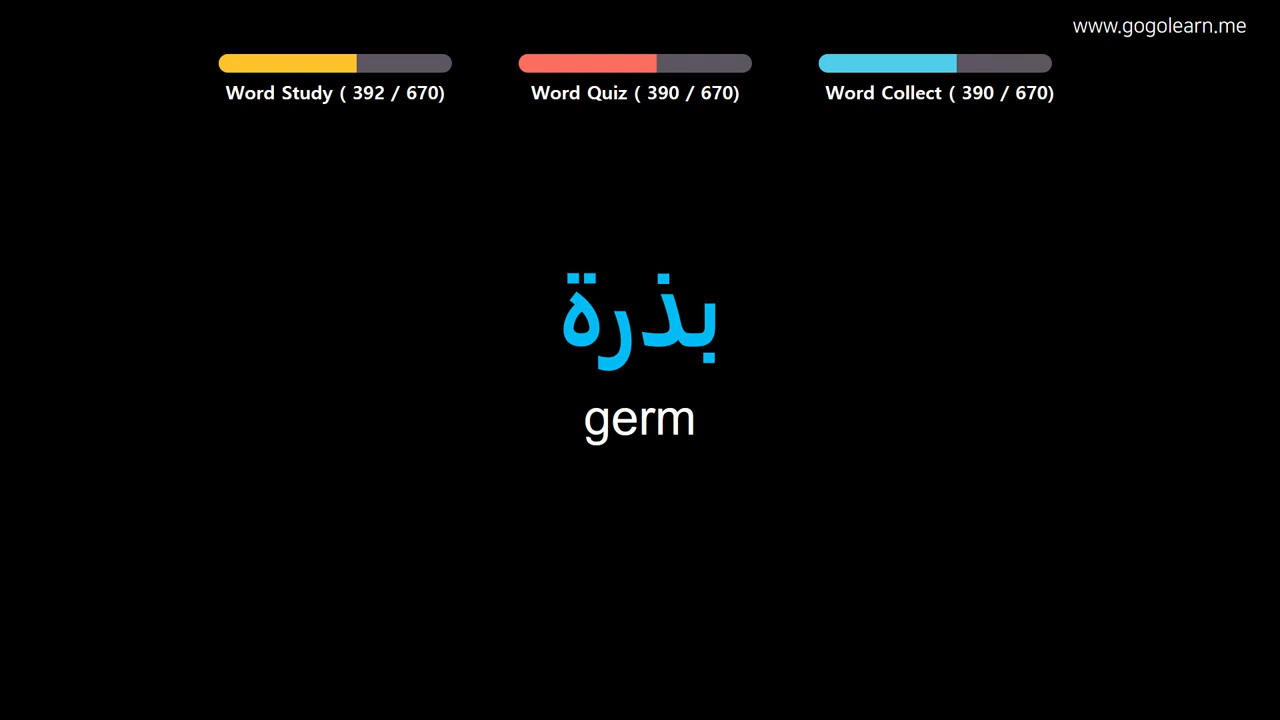 www.gogolearn.me
Word Study ( 392 / 670)
Word Quiz ( 390 / 670)
Word Collect ( 390 / 670)
بذرة
germ